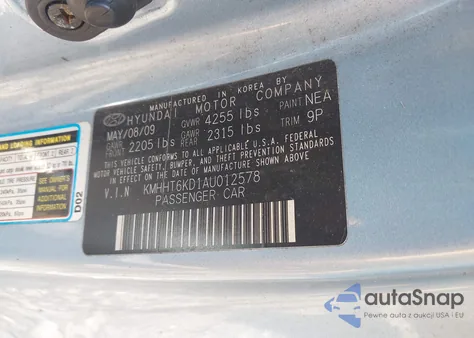 MANUFACTURED IN KOREA BY
HYUNDAI MOTOR COMPANY
MAY/08/09 GVWR 4255 lbs PAINT NEA
GAWR 2205 lbs GAWR 2315 lbs TRIM 9P
THIS VEHICLE CONFORMS TO ALL APPLICABLE U.S.A. FEDERAL
MOTOR VEHICLE SAFETY, BUMPER, AND THEFT PREVENTION
STANDARDS IN EFFECT ON THE DATE OF MANUFACTURE SHOWN ABOVE.
V.I.N KMHHT6KD1AU012578
PASSENGER CAR
LOADING INFORMATION
D02
autoSnap
Pewne auta z aukcji USA i EU